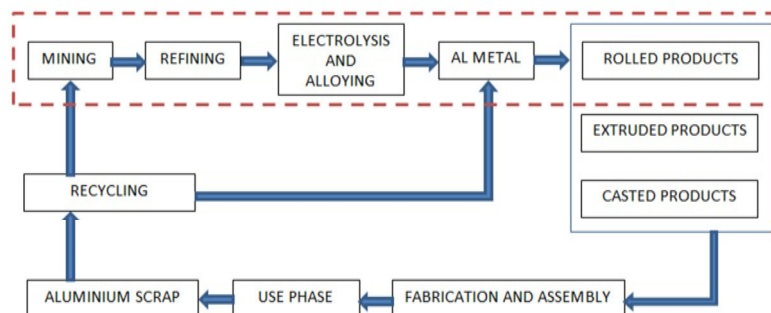 MINING
REFINING
ELECTROLYSIS
AND
ALLOYING
AL METAL
ROLLED PRODUCTS
EXTRUDED PRODUCTS
CASTED PRODUCTS
RECYCLING
ALUMINIUM SCRAP
USE PHASE
FABRICATION AND ASSEMBLY